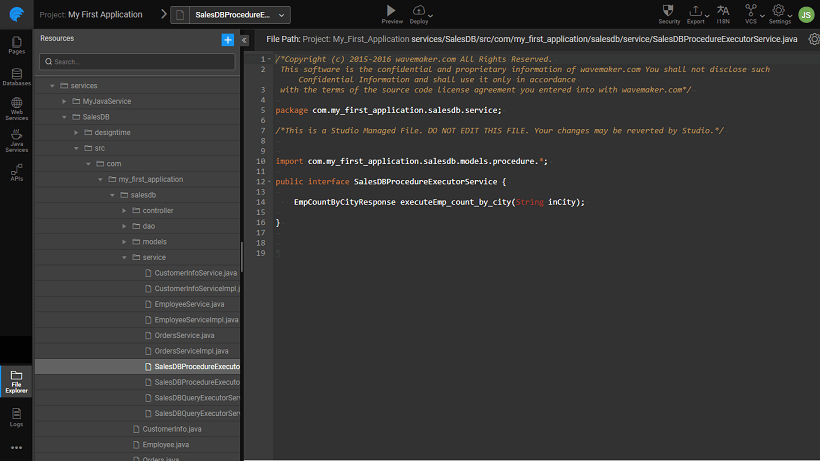 Project: My First Application
SalesDBProcedureE...
Preview
Deploy
Security
Export
I18N
VCS
Settings
JS
Pages
Databases
Web
Services
Java
Services
APIs
File
Explorer
Logs
Resources
Search...
services
MyJavaService
SalesDB
designtime
src
com
my_first_application
salesdb
controller
dao
models
service
CustomerInfoService.java
CustomerInfoServiceImpl.j
EmployeeService.java
EmployeeServiceImpl.java
OrdersService.java
OrdersServiceImpl.java
SalesDBProcedureExecuto
SalesDBProcedureExecuto
SalesDBQueryExecutorSer
SalesDBQueryExecutorSer
CustomerInfo.java
Employee.java
Orders.java
File Path: Project: My_First_Application services/SalesDB/src/com/my_first_application/salesdb/service/SalesDBProcedureExecutorService.java
1 /*Copyright (c) 2015-2016 wavemaker.com All Rights Reserved.
2 This software is the confidential and proprietary information of wavemaker.com You shall not disclose such
Confidential Information and shall use it only in accordance
3 with the terms of the source code license agreement you entered into with wavemaker.com*/
4
5 package com.my_first_application.salesdb.service;
6
7 /*This is a Studio Managed File. DO NOT EDIT THIS FILE. Your changes may be reverted by Studio.*/
8
9
10 import com.my_first_application.salesdb.models.procedure.*;
11
12 public interface SalesDBProcedureExecutorService {
13
14 EmpCountByCityResponse executeEmp_count_by_city(String inCity);
15
16 }
17
18
19